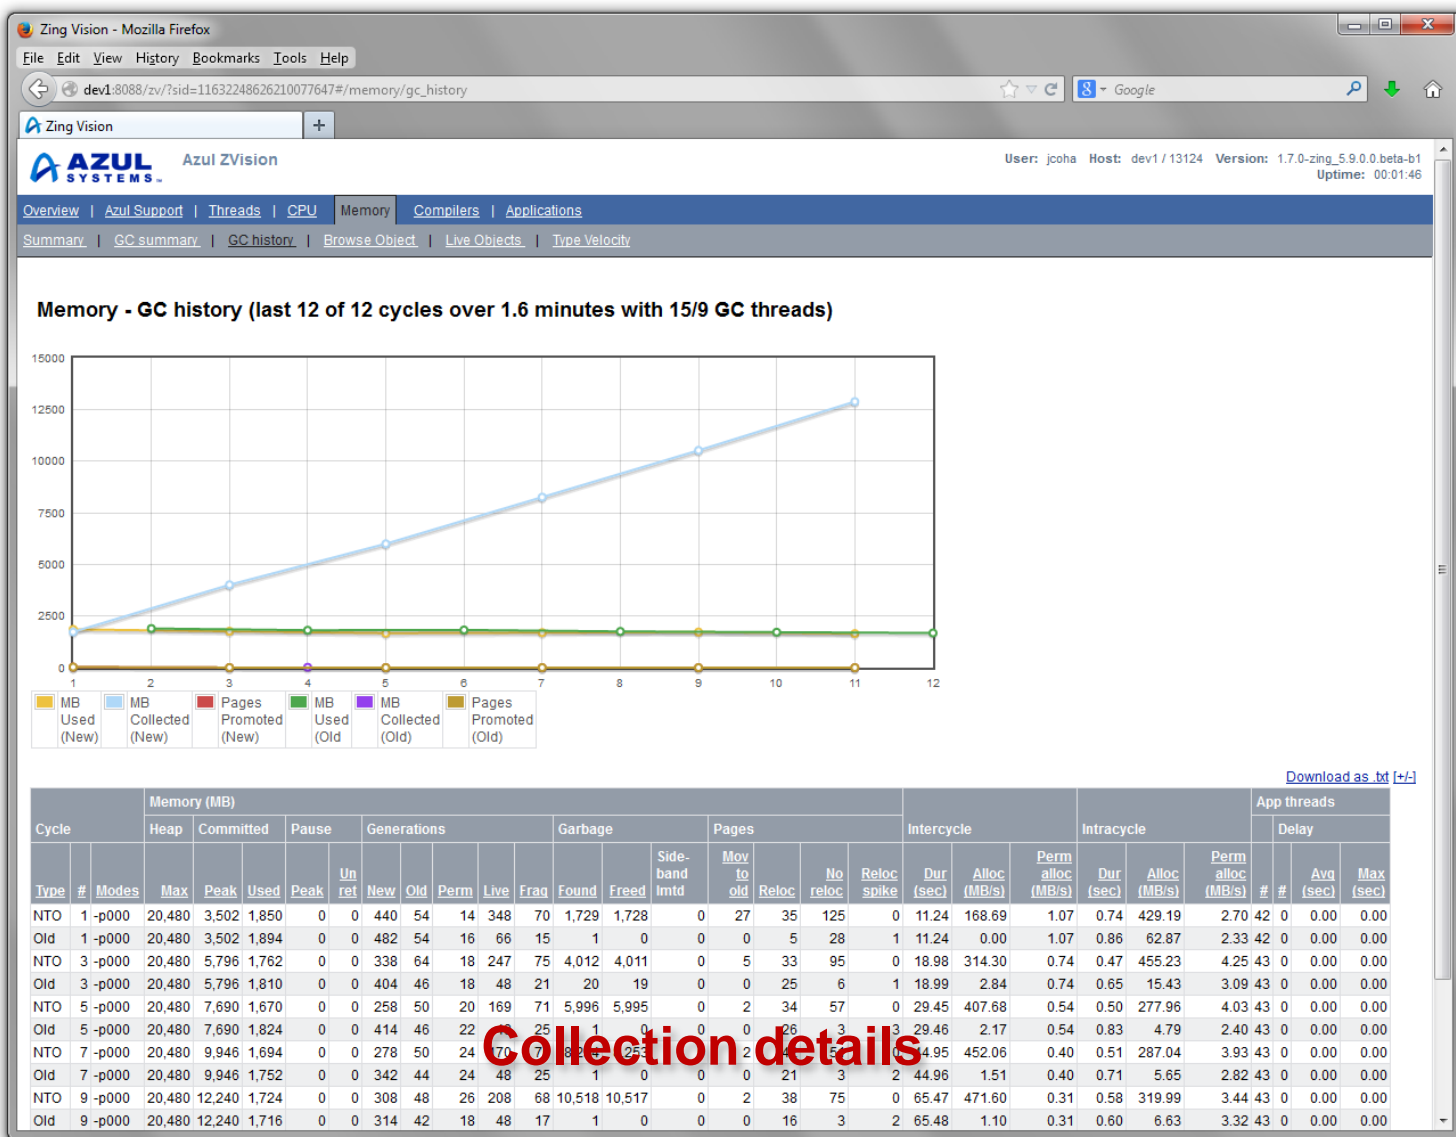 Zing Vision - Mozilla Firefox
File Edit View History Bookmarks Tools Help
dev1:8088/zv/?sid=11632248626210077647#/memory/gc_history
8 Google
Zing Vision +
AZUL SYSTEMS Azul ZVision
User: jcoha Host: dev1 / 13124 Version: 1.7.0-zing_5.9.0.0.beta-b1
Uptime: 00:01:46
Overview | Azul Support | Threads | CPU Memory Compilers | Applications
Summary | GC summary | GC history | Browse Object | Live Objects | Type Velocity
Memory - GC history (last 12 of 12 cycles over 1.6 minutes with 15/9 GC threads)
15000
12500
10000
7500
5000
2500
0
1 2 3 4 5 6 7 8 9 10 11 12
MB Used (New)
MB Collected (New)
Pages Promoted (New)
MB Used (Old
MB Collected (Old)
Pages Promoted (Old)
Download as .txt [+/-]
Memory (MB) App threads
Cycle Heap Committed Pause Generations Garbage Pages Intercycle Intracycle Delay
Type # Modes Max Peak Used Peak Un ret New Old Perm Live Frag Found Freed Side-band lmtd Mov to old Reloc No reloc Reloc spike Dur (sec) Alloc (MB/s) Perm alloc (MB/s) Dur (sec) Alloc (MB/s) Perm alloc (MB/s) # # Avg (sec) Max (sec)
NTO 1 -p000 20,480 3,502 1,850 0 0 440 54 14 348 70 1,729 1,728 0 27 35 125 0 11.24 168.69 1.07 0.74 429.19 2.70 42 0 0.00 0.00
Old 1 -p000 20,480 3,502 1,894 0 0 482 54 16 66 15 1 0 0 0 5 28 1 11.24 0.00 1.07 0.86 62.87 2.33 42 0 0.00 0.00
NTO 3 -p000 20,480 5,796 1,762 0 0 338 64 18 247 75 4,012 4,011 0 5 33 95 0 18.98 314.30 0.74 0.47 455.23 4.25 43 0 0.00 0.00
Old 3 -p000 20,480 5,796 1,810 0 0 404 46 18 48 21 20 19 0 0 25 6 1 18.99 2.84 0.74 0.65 15.43 3.09 43 0 0.00 0.00
NTO 5 -p000 20,480 7,690 1,670 0 0 258 50 20 169 71 5,996 5,995 0 2 34 57 0 29.45 407.68 0.54 0.50 277.96 4.03 43 0 0.00 0.00
Old 5 -p000 20,480 7,690 1,824 0 0 414 46 22 25 1 0 0 0 26 3 3 29.46 2.17 0.54 0.83 4.79 2.40 43 0 0.00 0.00
Collection details
NTO 7 -p000 20,480 9,946 1,694 0 0 278 50 24 2 452.06 0.40 0.51 287.04 3.93 43 0 0.00 0.00
Old 7 -p000 20,480 9,946 1,752 0 0 342 44 24 48 25 1 0 0 0 21 3 2 44.96 1.51 0.40 0.71 5.65 2.82 43 0 0.00 0.00
NTO 9 -p000 20,480 12,240 1,724 0 0 308 48 26 208 68 10,518 10,517 0 2 38 75 0 65.47 471.60 0.31 0.58 319.99 3.44 43 0 0.00 0.00
Old 9 -p000 20,480 12,240 1,716 0 0 314 42 18 48 17 1 0 0 0 16 3 2 65.48 1.10 0.31 0.60 6.63 3.32 43 0 0.00 0.00